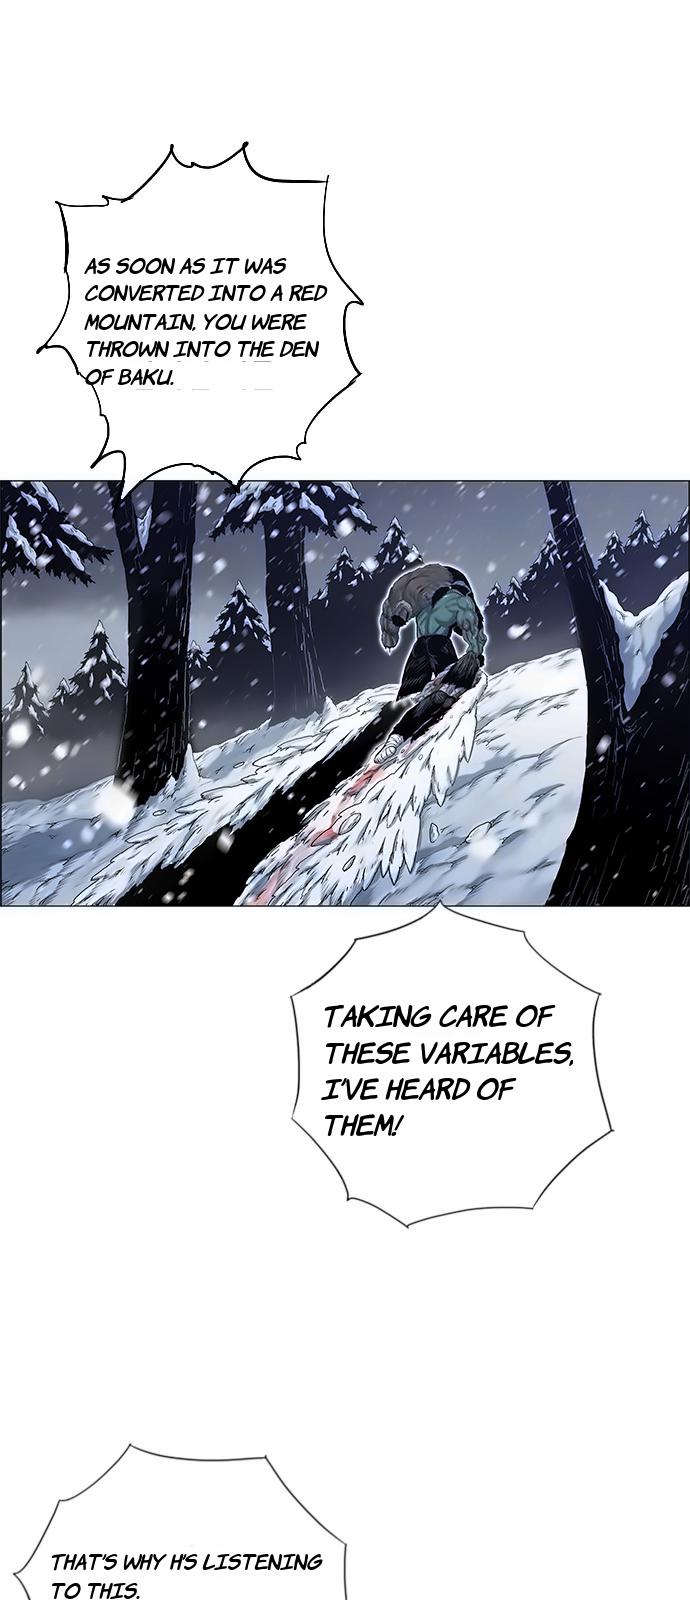 AS SOON AS IT WAS
CONVERTED INTO A RED
MOUNTAIN, YOU WERE
THROWN INTO THE DEN
OF BAKU.
TAKING CARE OF
THESE VARIABLES,
I'VE HEARD OF
THEM!
THAT'S WHY H'S LISTENING
TO THIS.